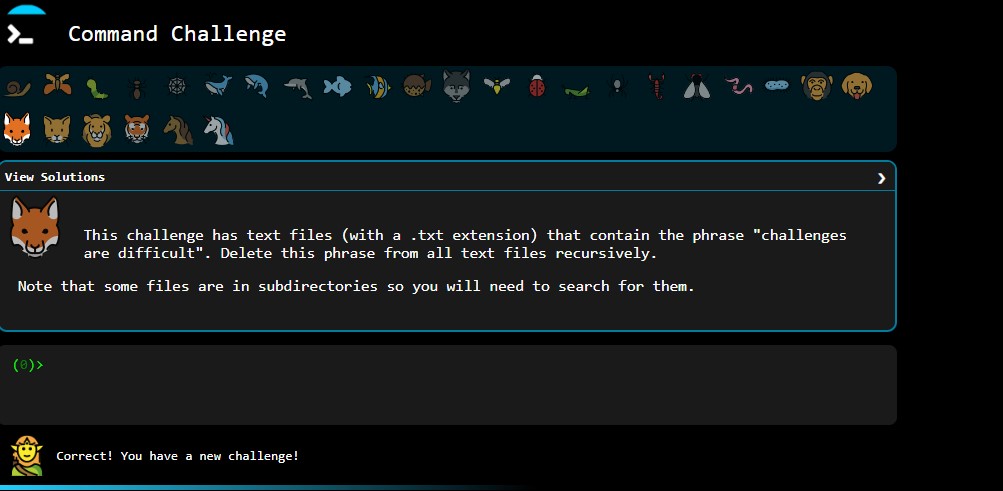 Command Challenge
View Solutions
This challenge has text files (with a .txt extension) that contain the phrase "challenges
are difficult". Delete this phrase from all text files recursively.
Note that some files are in subdirectories so you will need to search for them.
(0)>
Correct! You have a new challenge!